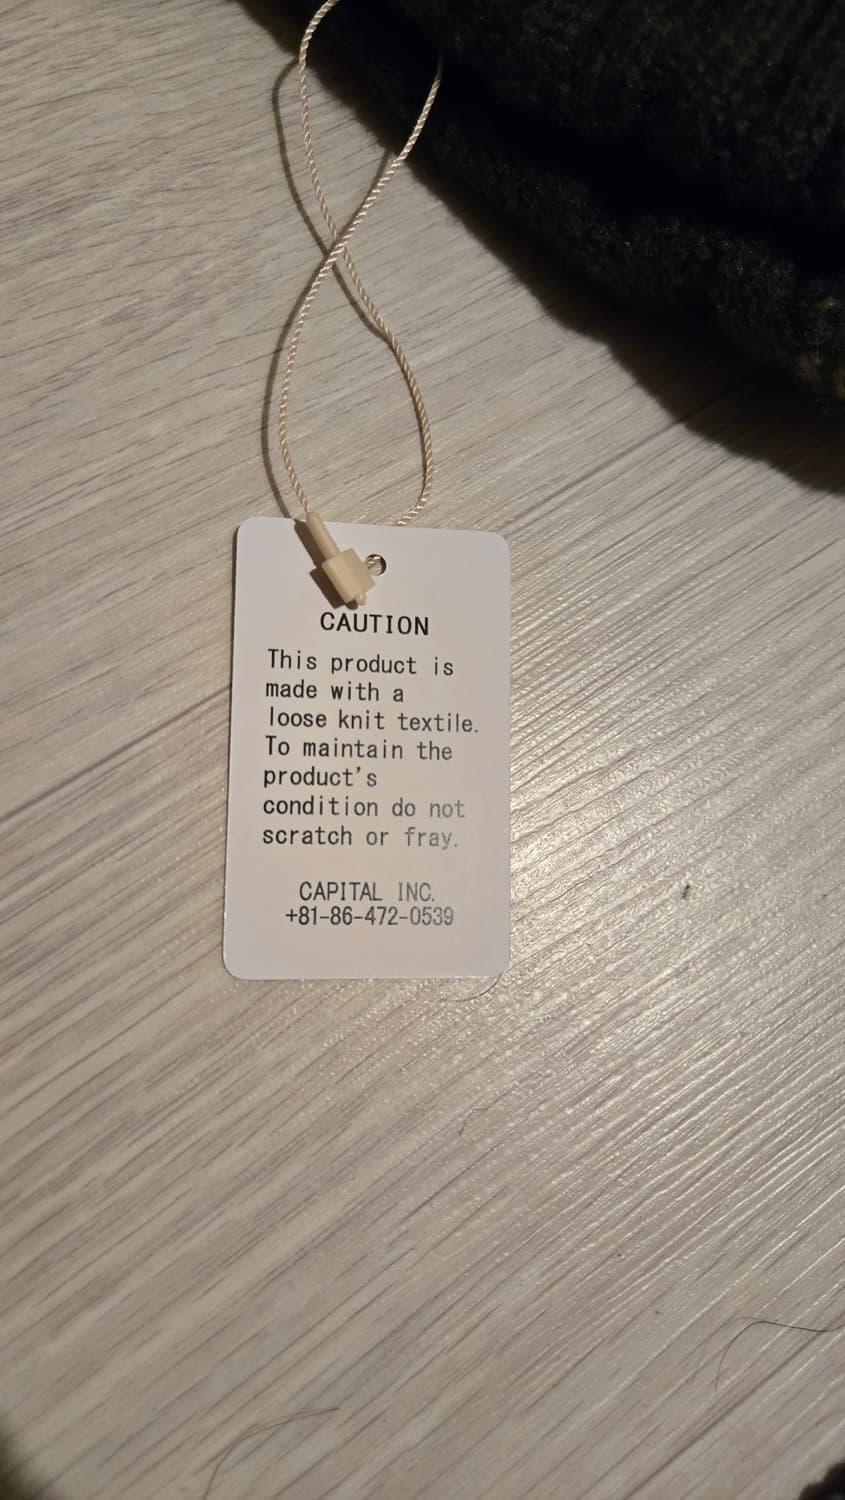 CAUTION
This product is
made with a
loose knit textile.
To maintain the
product's
condition do not
scratch or fray.
CAPITAL INC.
+81-86-472-0539